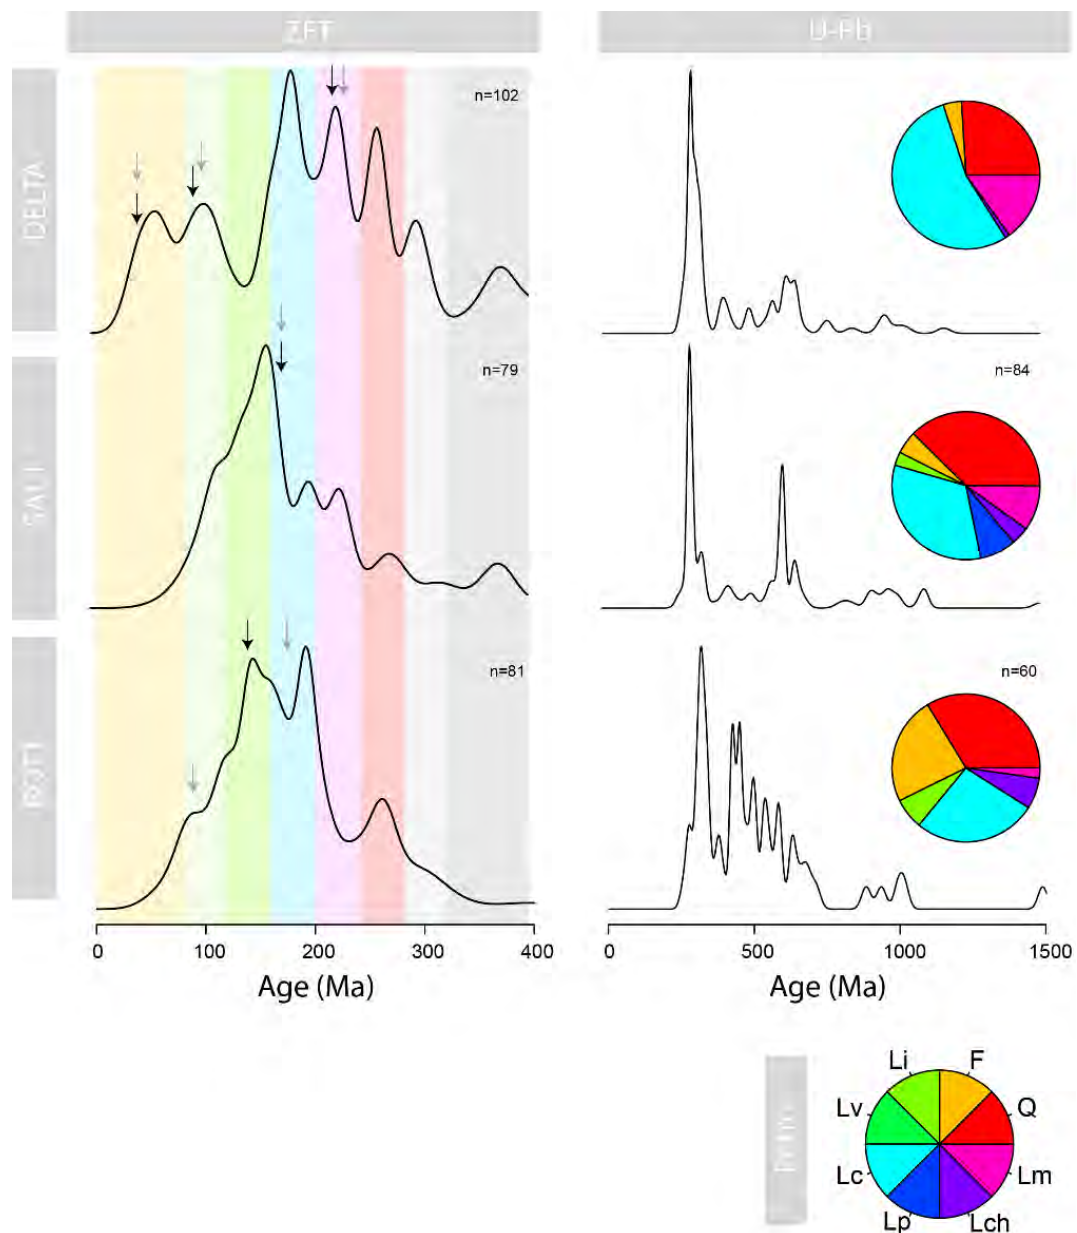 ZFT
U-Pb
DELTA
n=102
n=79
n=84
n=81
n=60
0
100
200
300
400
Age (Ma)
0
500
1000
1500
Age (Ma)
Li
F
Lv
Q
Lc
Lm
Lp
Lch